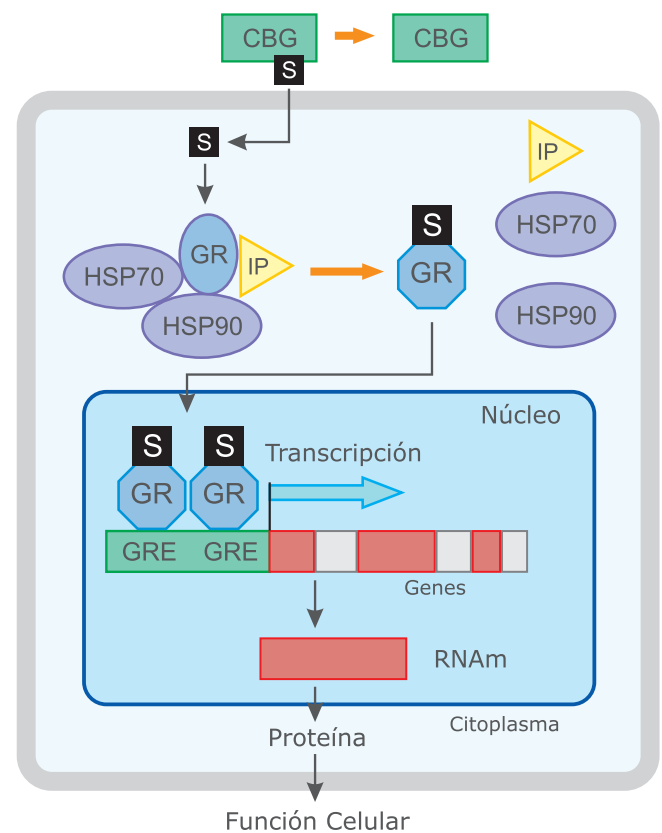 CBG
CBG
S
S
IP
S
GR
HSP70
IP
HSP90
GR
HSP70
HSP90
Núcleo
S
S
Transcripción
GR
GR
GRE
GRE
Genes
RNAm
Citoplasma
Proteína
Función Celular